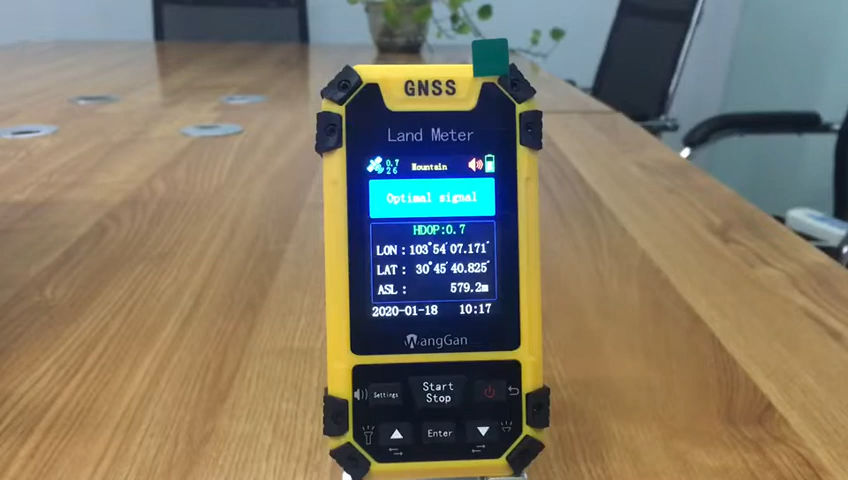 GNSS
Land Meter
0.7
26
Mountain
Optimal signal
HDOP:0.7
LON : 103°54′07.171″
LAT : 30°45′40.825″
ASL : 579.2m
2020-01-18 10:17
WangGan
Settings
Start
Stop
Enter